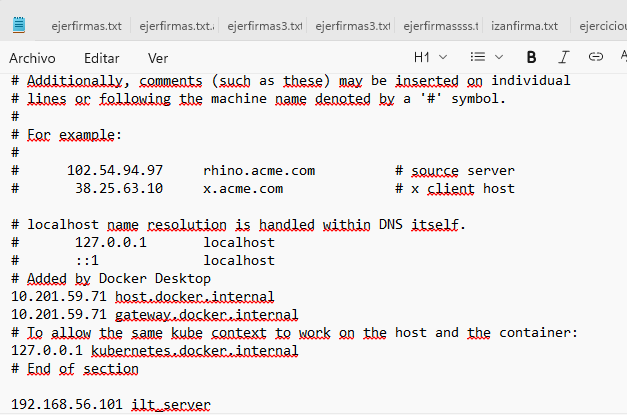 ejerfirmas.txt ejerfirmas.txt. ejerfirmas3.txt ejerfirmas3.txt ejerfirmassss.t izanfirma.txt ejerciciou
Archivo Editar Ver H1 B I
# Additionally, comments (such as these) may be inserted on individual
# lines or following the machine name denoted by a '#' symbol.
#
# For example:
#
# 102.54.94.97 rhino.acme.com # source server
# 38.25.63.10 x.acme.com # x client host
# localhost name resolution is handled within DNS itself.
# 127.0.0.1 localhost
# ::1 localhost
# Added by Docker Desktop
10.201.59.71 host.docker.internal
10.201.59.71 gateway.docker.internal
# To allow the same kube context to work on the host and the container:
127.0.0.1 kubernetes.docker.internal
# End of section
192.168.56.101 ilt_server